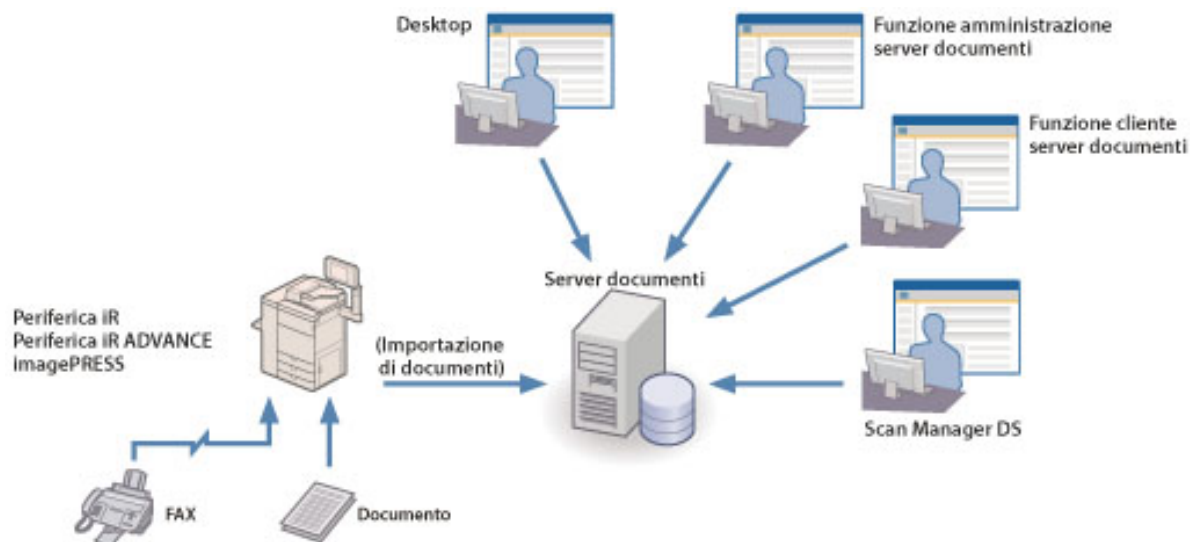 Desktop
Funzione amministrazione
server documenti
Funzione cliente
server documenti
Server documenti
Periferica iR
Periferica iR ADVANCE
imagePRESS
(Importazione
di documenti)
Scan Manager DS
FAX
Documento